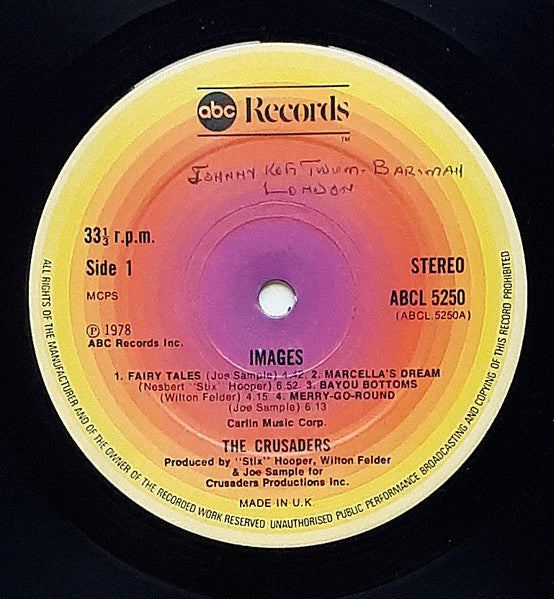 abc Records
TM
JOHNNY KofI TWUM-BARIMAH
LONDON
33⅓ r.p.m.
Side 1
STEREO
MCPS
ABCL 5250
(ABCL.5250A)
Ⓟ 1978
ABC Records Inc.
IMAGES
1. FAIRY TALES (Joe Sample) 4.42. 2. MARCELLA'S DREAM
(Nesbert "Stix" Hooper) 6.52. 3. BAYOU BOTTOMS
(Wilton Felder) 4.15. 4. MERRY-GO-ROUND
(Joe Sample) 6.13
Carlin Music Corp.
THE CRUSADERS
Produced by "Stix" Hooper, Wilton Felder
& Joe Sample for
Crusaders Productions Inc.
MADE IN U.K.
ALL RIGHTS OF THE MANUFACTURER AND OF THE OWNER OF THE RECORDED WORK RESERVED UNAUTHORISED PUBLIC PERFORMANCE BROADCASTING AND COPYING OF THIS RECORD PROHIBITED